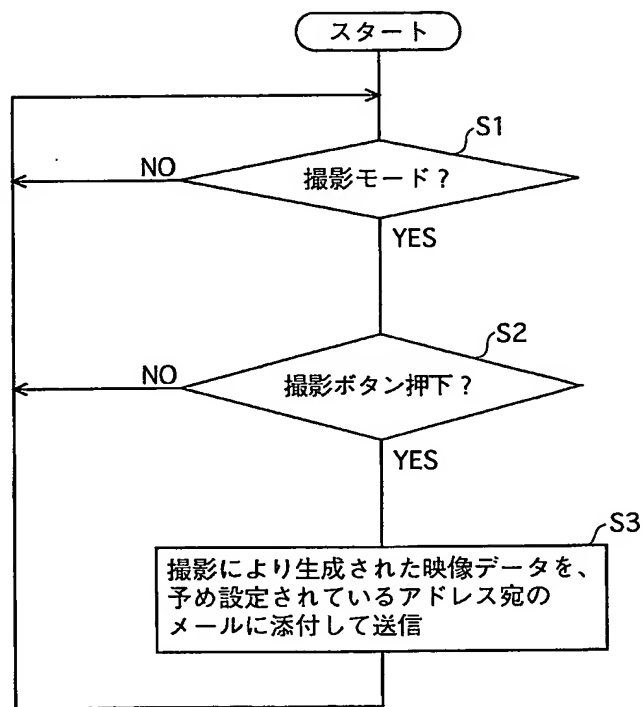 スタート
S1
撮影モード?
NO
YES
S2
撮影ボタン押下?
NO
YES
S3
撮影により生成された映像データを、
予め設定されているアドレス宛の
メールに添付して送信